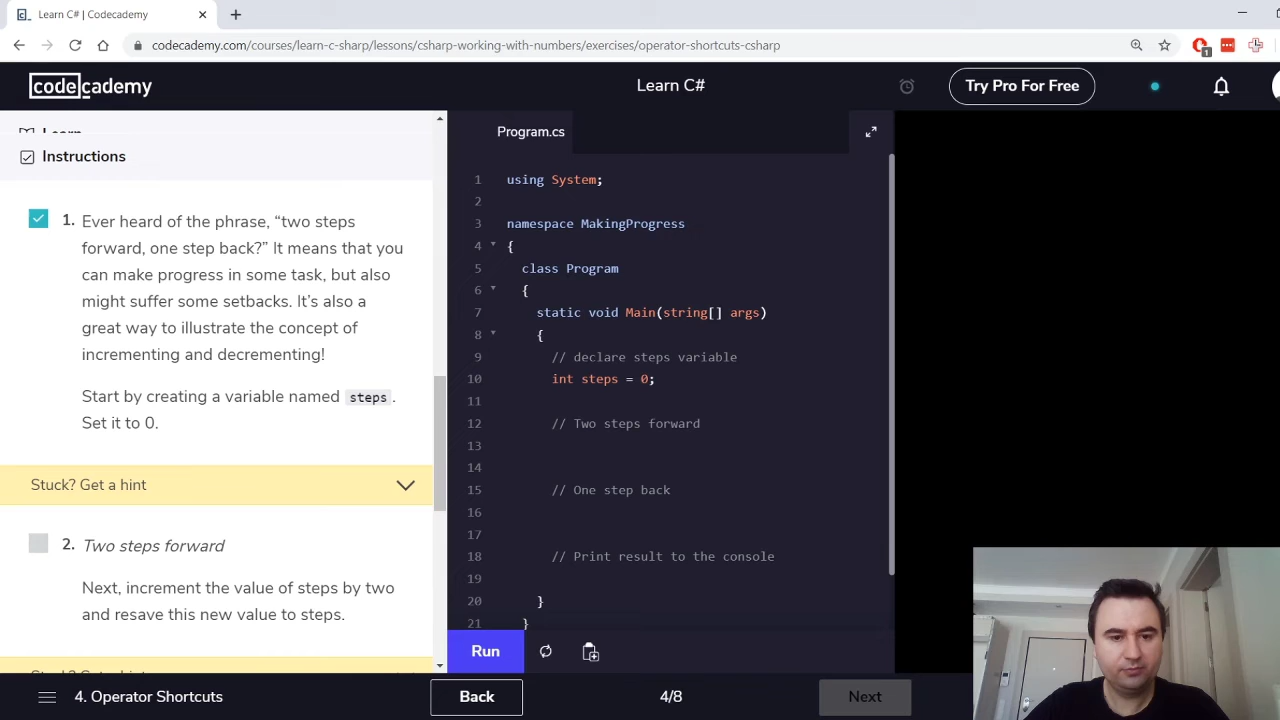 Learn C# | Codecademy
codecademy.com/courses/learn-c-sharp/lessons/csharp-working-with-numbers/exercises/operator-shortcuts-csharp
1
codecademy
Learn C#
Try Pro For Free
Learn
Instructions
1. Ever heard of the phrase, “two steps
forward, one step back?” It means that you
can make progress in some task, but also
might suffer some setbacks. It’s also a
great way to illustrate the concept of
incrementing and decrementing!
Start by creating a variable named steps.
Set it to 0.
Stuck? Get a hint
2. Two steps forward
Next, increment the value of steps by two
and resave this new value to steps.
Program.cs
1 using System;
2
3 namespace MakingProgress
4 {
5 class Program
6 {
7 static void Main(string[] args)
8 {
9 // declare steps variable
10 int steps = 0;
11
12 // Two steps forward
13
14
15 // One step back
16
17
18 // Print result to the console
19
20 }
21 }
Run
4. Operator Shortcuts
Back
4/8
Next